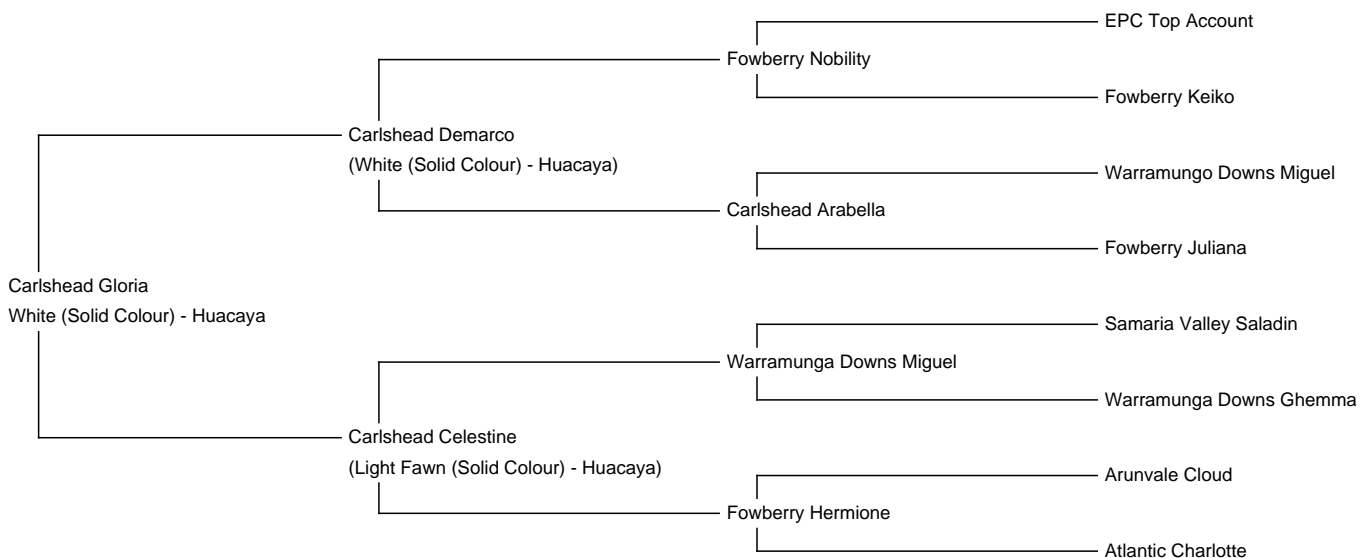 EPC Top Account
Fowberry Nobility
Fowberry Keiko
Carlshead Demarco
(White (Solid Colour) - Huacaya)
Warramungo Downs Miguel
Carlshead Arabella
Fowberry Juliana
Carlshead Gloria
White (Solid Colour) - Huacaya
Samaria Valley Saladin
Warramunga Downs Miguel
Warramunga Downs Ghemma
Carlshead Celestine
(Light Fawn (Solid Colour) - Huacaya)
Arunvale Cloud
Fowberry Hermione
Atlantic Charlotte